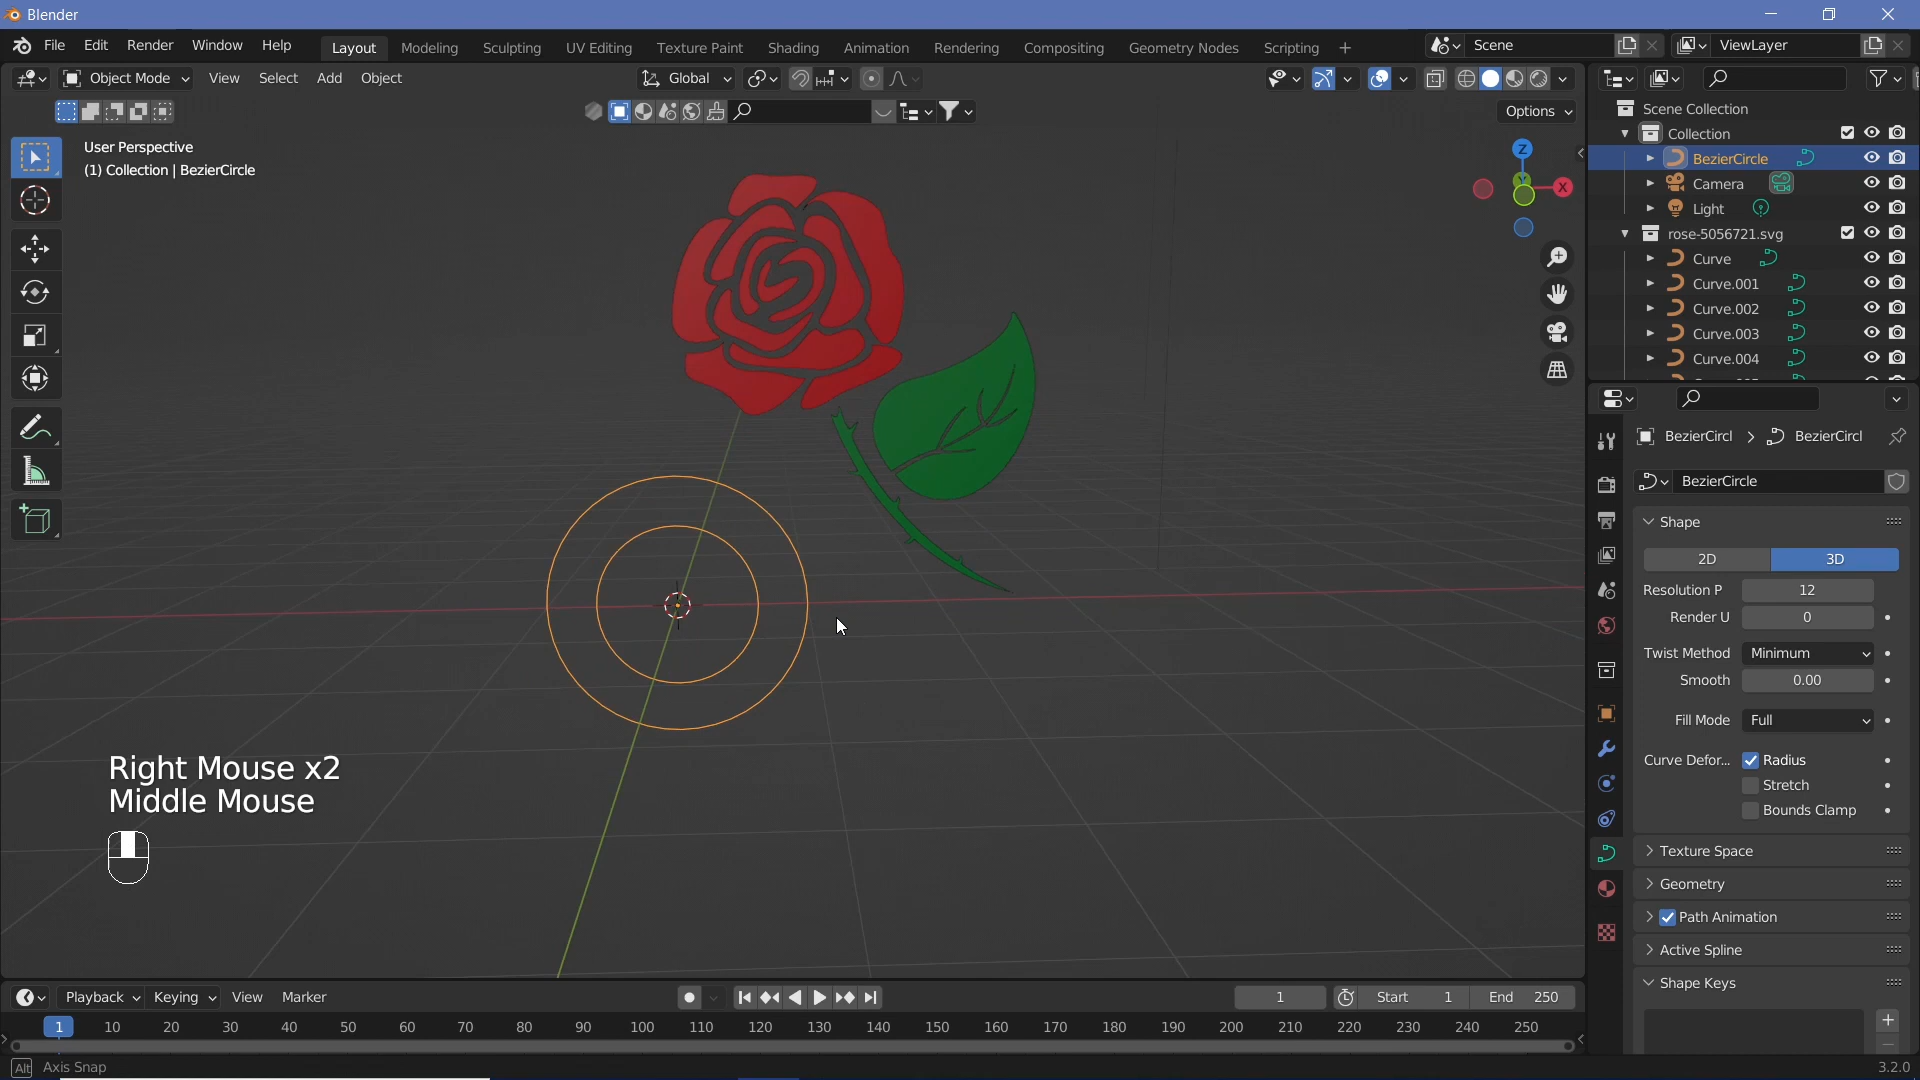 Blender
File Edit Render Window Help
Layout Modeling Sculpting UV Editing Texture Paint Shading Animation Rendering Compositing Geometry Nodes Scripting +
Scene
ViewLayer
Object Mode View Select Add Object
Global
Options
User Perspective
(1) Collection | BezierCircle
Z
Y
X
Scene Collection
Collection
BezierCircle
Camera
Light
rose-5056721.svg
Curve
Curve.001
Curve.002
Curve.003
Curve.004
BezierCircl > BezierCircl
BezierCircle
Shape
2D 3D
Resolution P 12
Render U 0
Twist Method Minimum
Smooth 0.00
Fill Mode Full
Curve Defor... Radius
Stretch
Bounds Clamp
Texture Space
Geometry
Path Animation
Active Spline
Shape Keys
Right Mouse x2
Middle Mouse
Playback Keying View Marker
1 Start 1 End 250
1 10 20 30 40 50 60 70 80 90 100 110 120 130 140 150 160 170 180 190 200 210 220 230 240 250
Alt Axis Snap
3.2.0